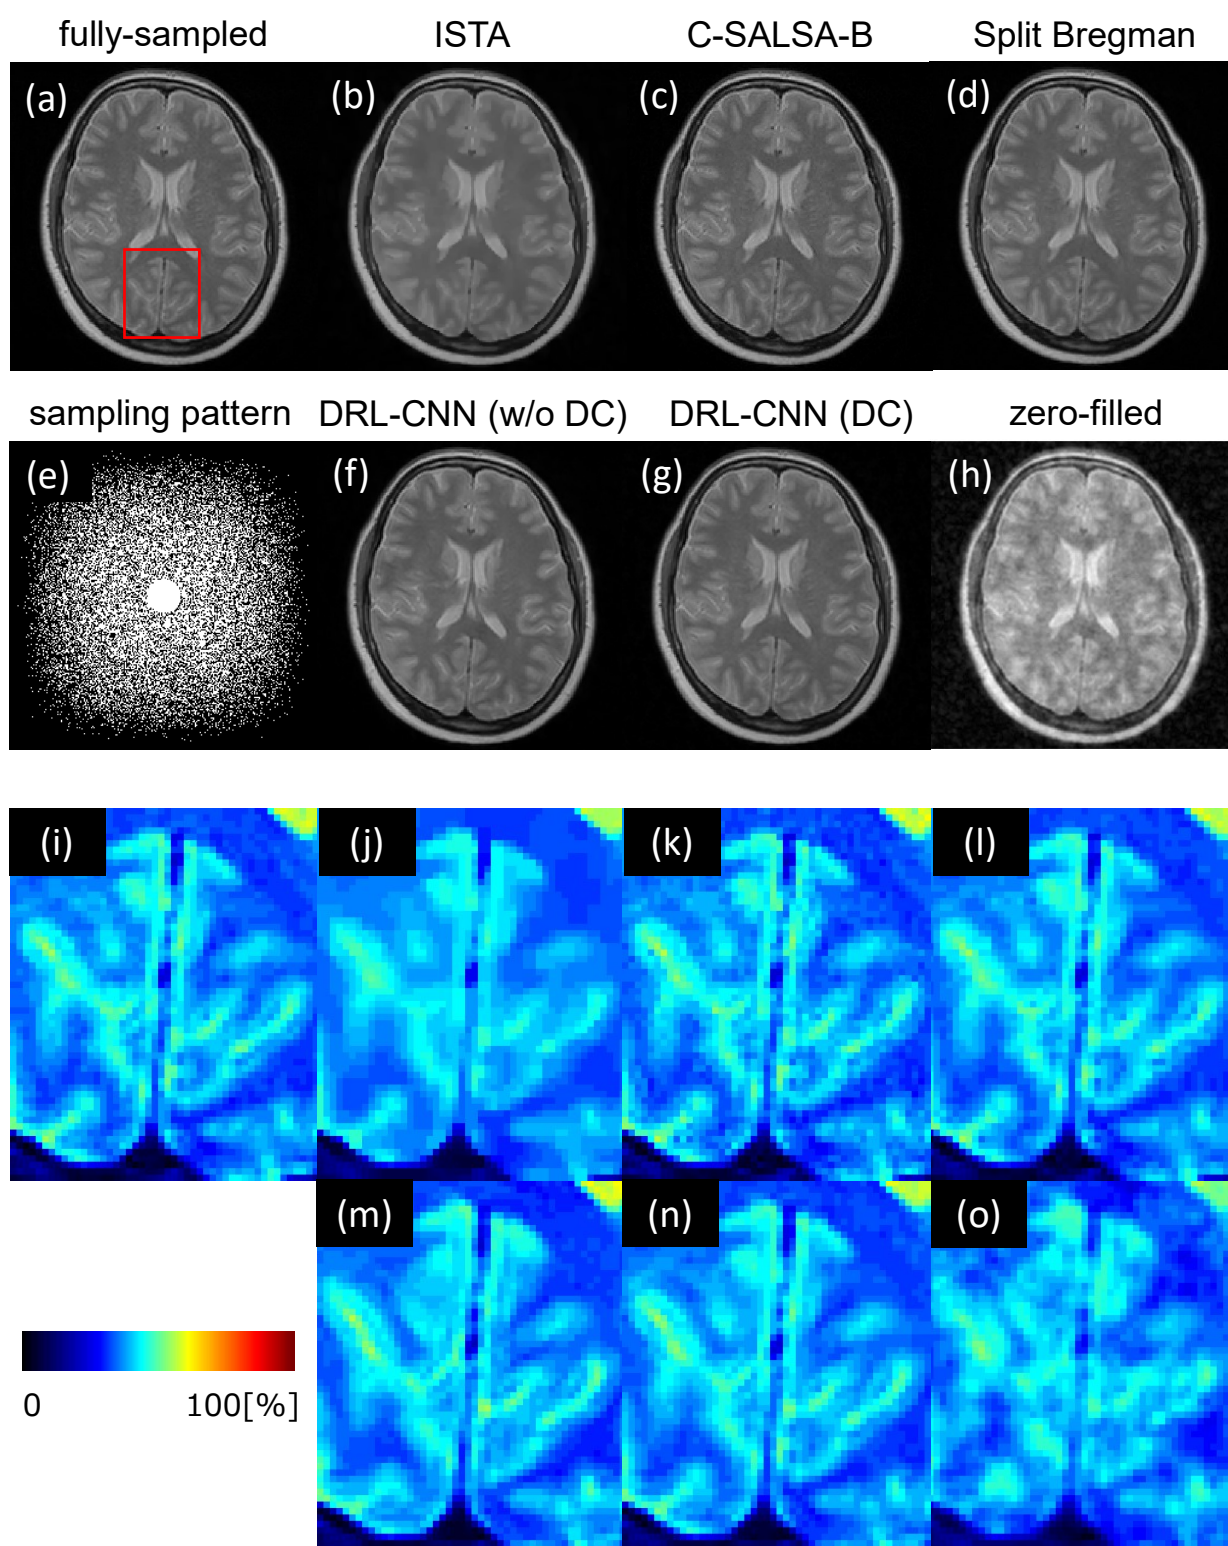 fully-sampled ISTA C-SALSA-B Split Bregman
(a) (b) (c) (d)
sampling pattern DRL-CNN (w/o DC) DRL-CNN (DC) zero-filled
(e) (f) (g) (h)
(i) (j) (k) (l)
(m) (n) (o)
0 100[%]